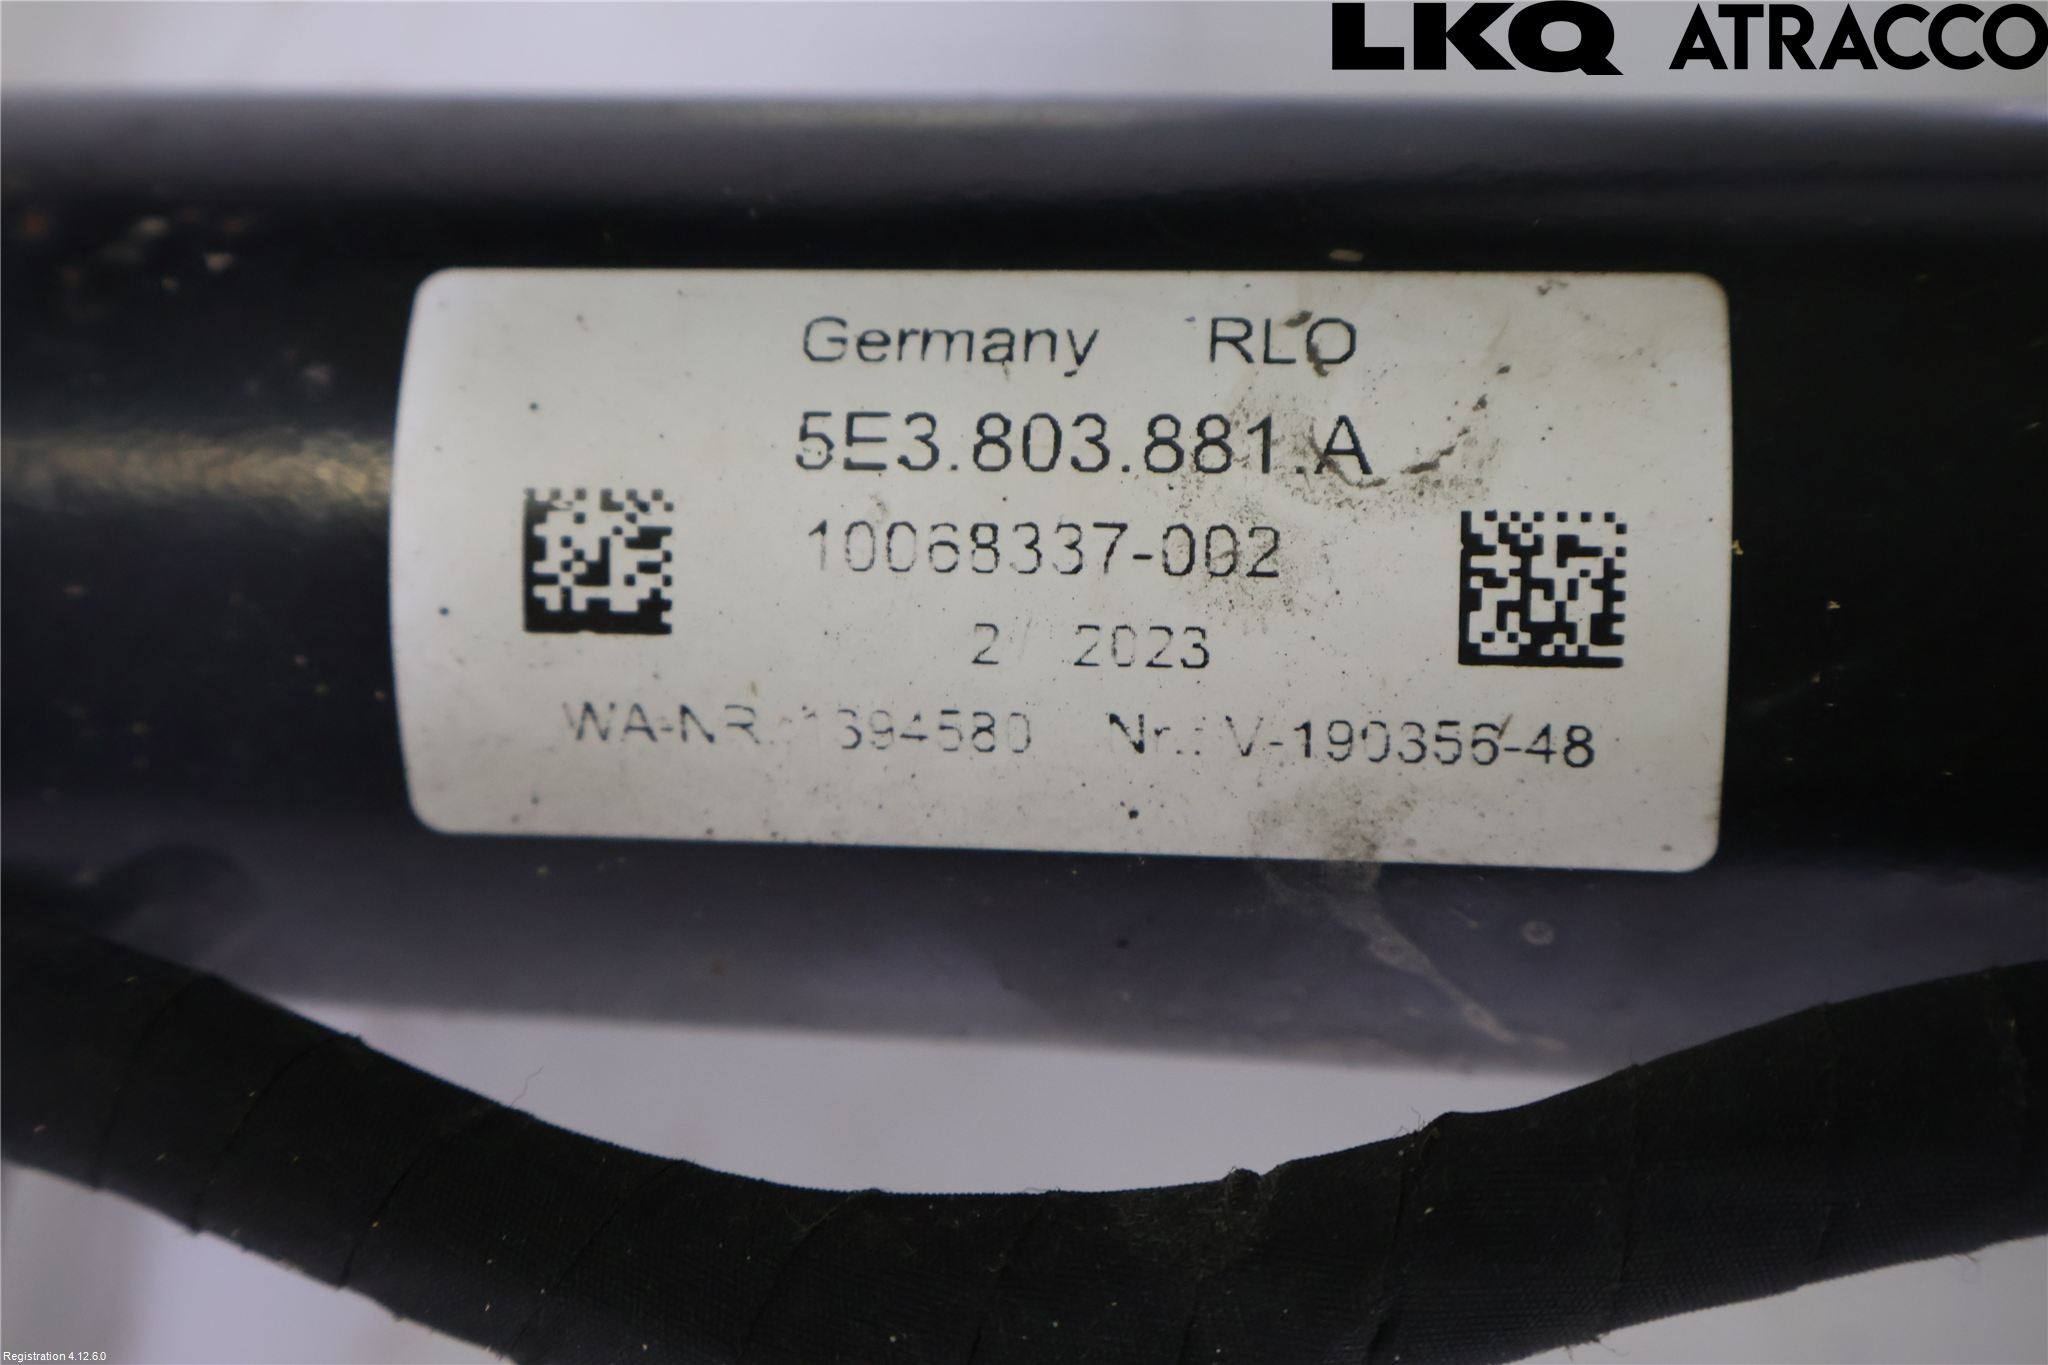 LKQ ATRACCO
Germany RLO
5E3.803.881.A
10068337-002
2/ 2023
WA-NR.:1394580 Nr.: V-190356-48
Registration 4.12.6.0